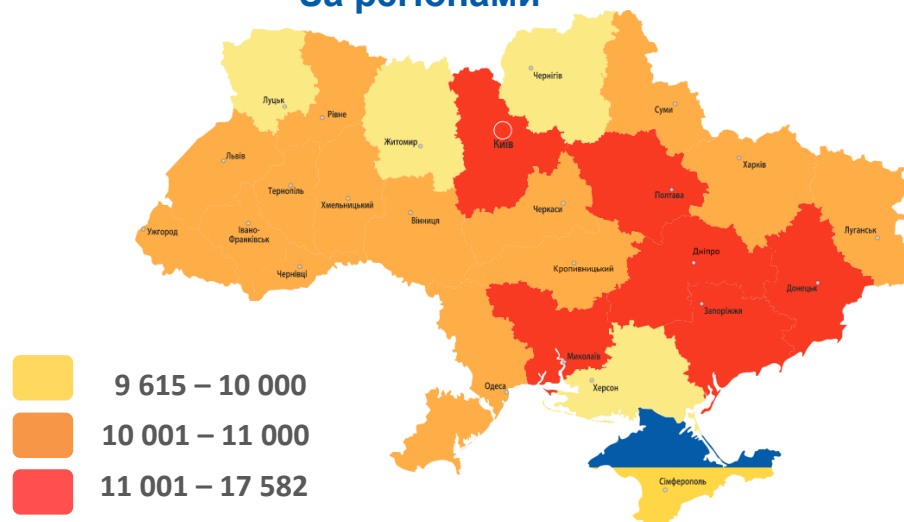 За регіонами
Чернігів
Луцьк
Рівне
Суми
Житомир
Київ
Львів
Харків
Тернопіль
Полтава
Хмельницький
Черкаси
Вінниця
Ужгород
Івано-
Франківськ
Луганськ
Дніпро
Чернівці
Кропивницький
Донецьк
Запоріжжя
Миколаїв
Одеса
Херсон
9 615 – 10 000
10 001 – 11 000
11 001 – 17 582
Сімферополь